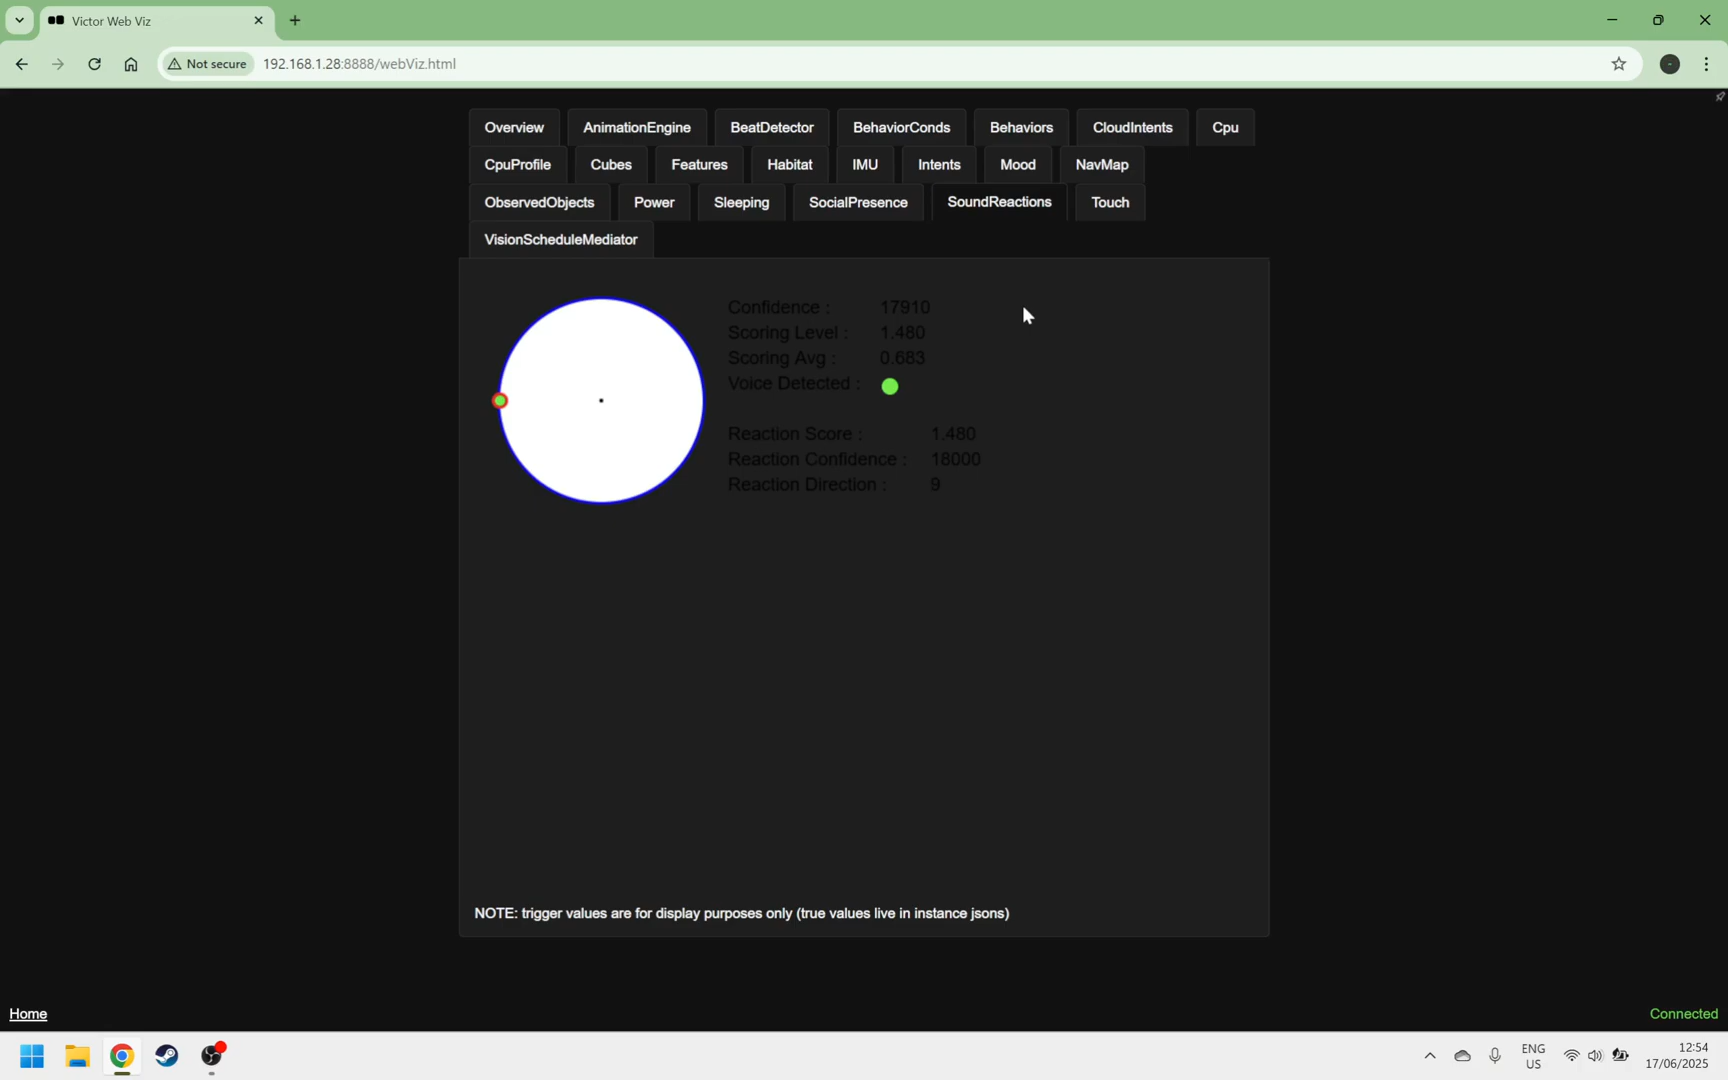 Victor Web Viz
Not secure
192.168.1.28:8888/webViz.html
Overview AnimationEngine BeatDetector BehaviorConds Behaviors CloudIntents Cpu
CpuProfile Cubes Features Habitat IMU Intents Mood NavMap
ObservedObjects Power Sleeping SocialPresence SoundReactions Touch
VisionScheduleMediator
Confidence : 17910
Scoring Level : 1.480
Scoring Avg : 0.683
Voice Detected :
Reaction Score : 1.480
Reaction Confidence : 18000
Reaction Direction : 9
NOTE: trigger values are for display purposes only (true values live in instance jsons)
Home Connected
ENG 12:54
US 17/06/2025